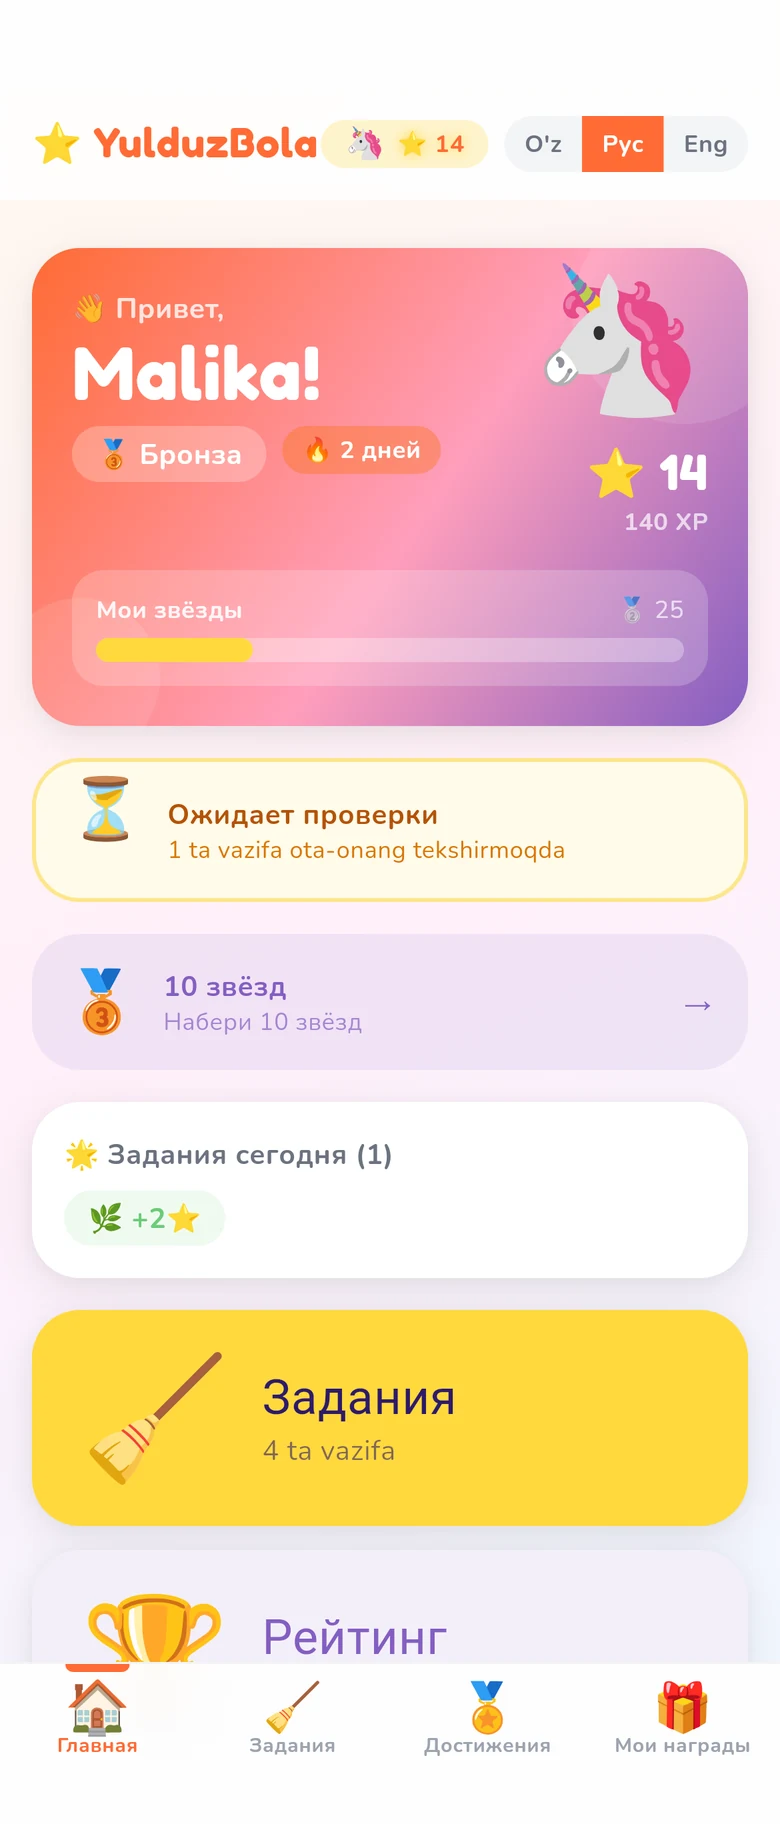 YulduzBola
14
O'z
Рус
Eng
Привет,
Malika!
Бронза
2 дней
14
140 XP
Мои звёзды
25
Ожидает проверки
1 ta vazifa ota-onang tekshirmoqda
10 звёзд
Набери 10 звёзд
→
Задания сегодня (1)
+2
Задания
4 ta vazifa
Рейтинг
Главная
Задания
Достижения
Мои награды